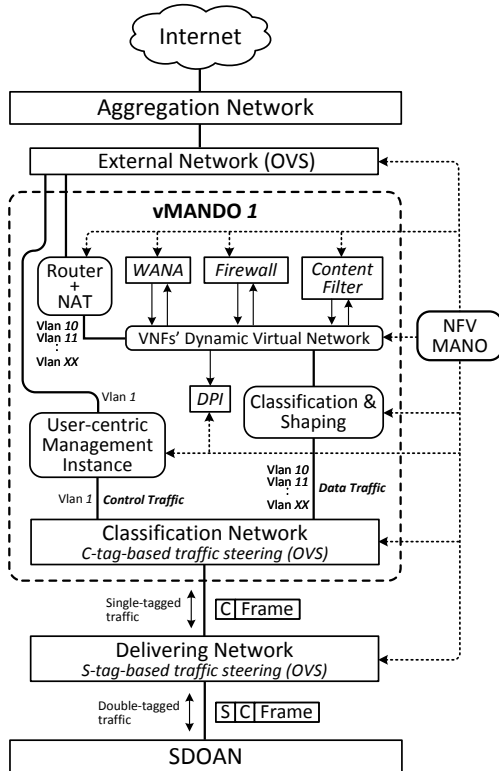 Internet
Aggregation Network
External Network (OVS)
vMANDO 1
Router
+
NAT
WANA
Firewall
Content
Filter
Vlan 10
Vlan 11
:
Vlan XX
VNFs' Dynamic Virtual Network
NFV
MANO
Vlan 1
DPI
Classification &
Shaping
User-centric
Management
Instance
Vlan 1
Control Traffic
Vlan 10
Vlan 11
:
Vlan XX
Data Traffic
Classification Network
C-tag-based traffic steering (OVS)
Single-tagged
traffic
C Frame
Delivering Network
S-tag-based traffic steering (OVS)
Double-tagged
traffic
S C Frame
SDOAN